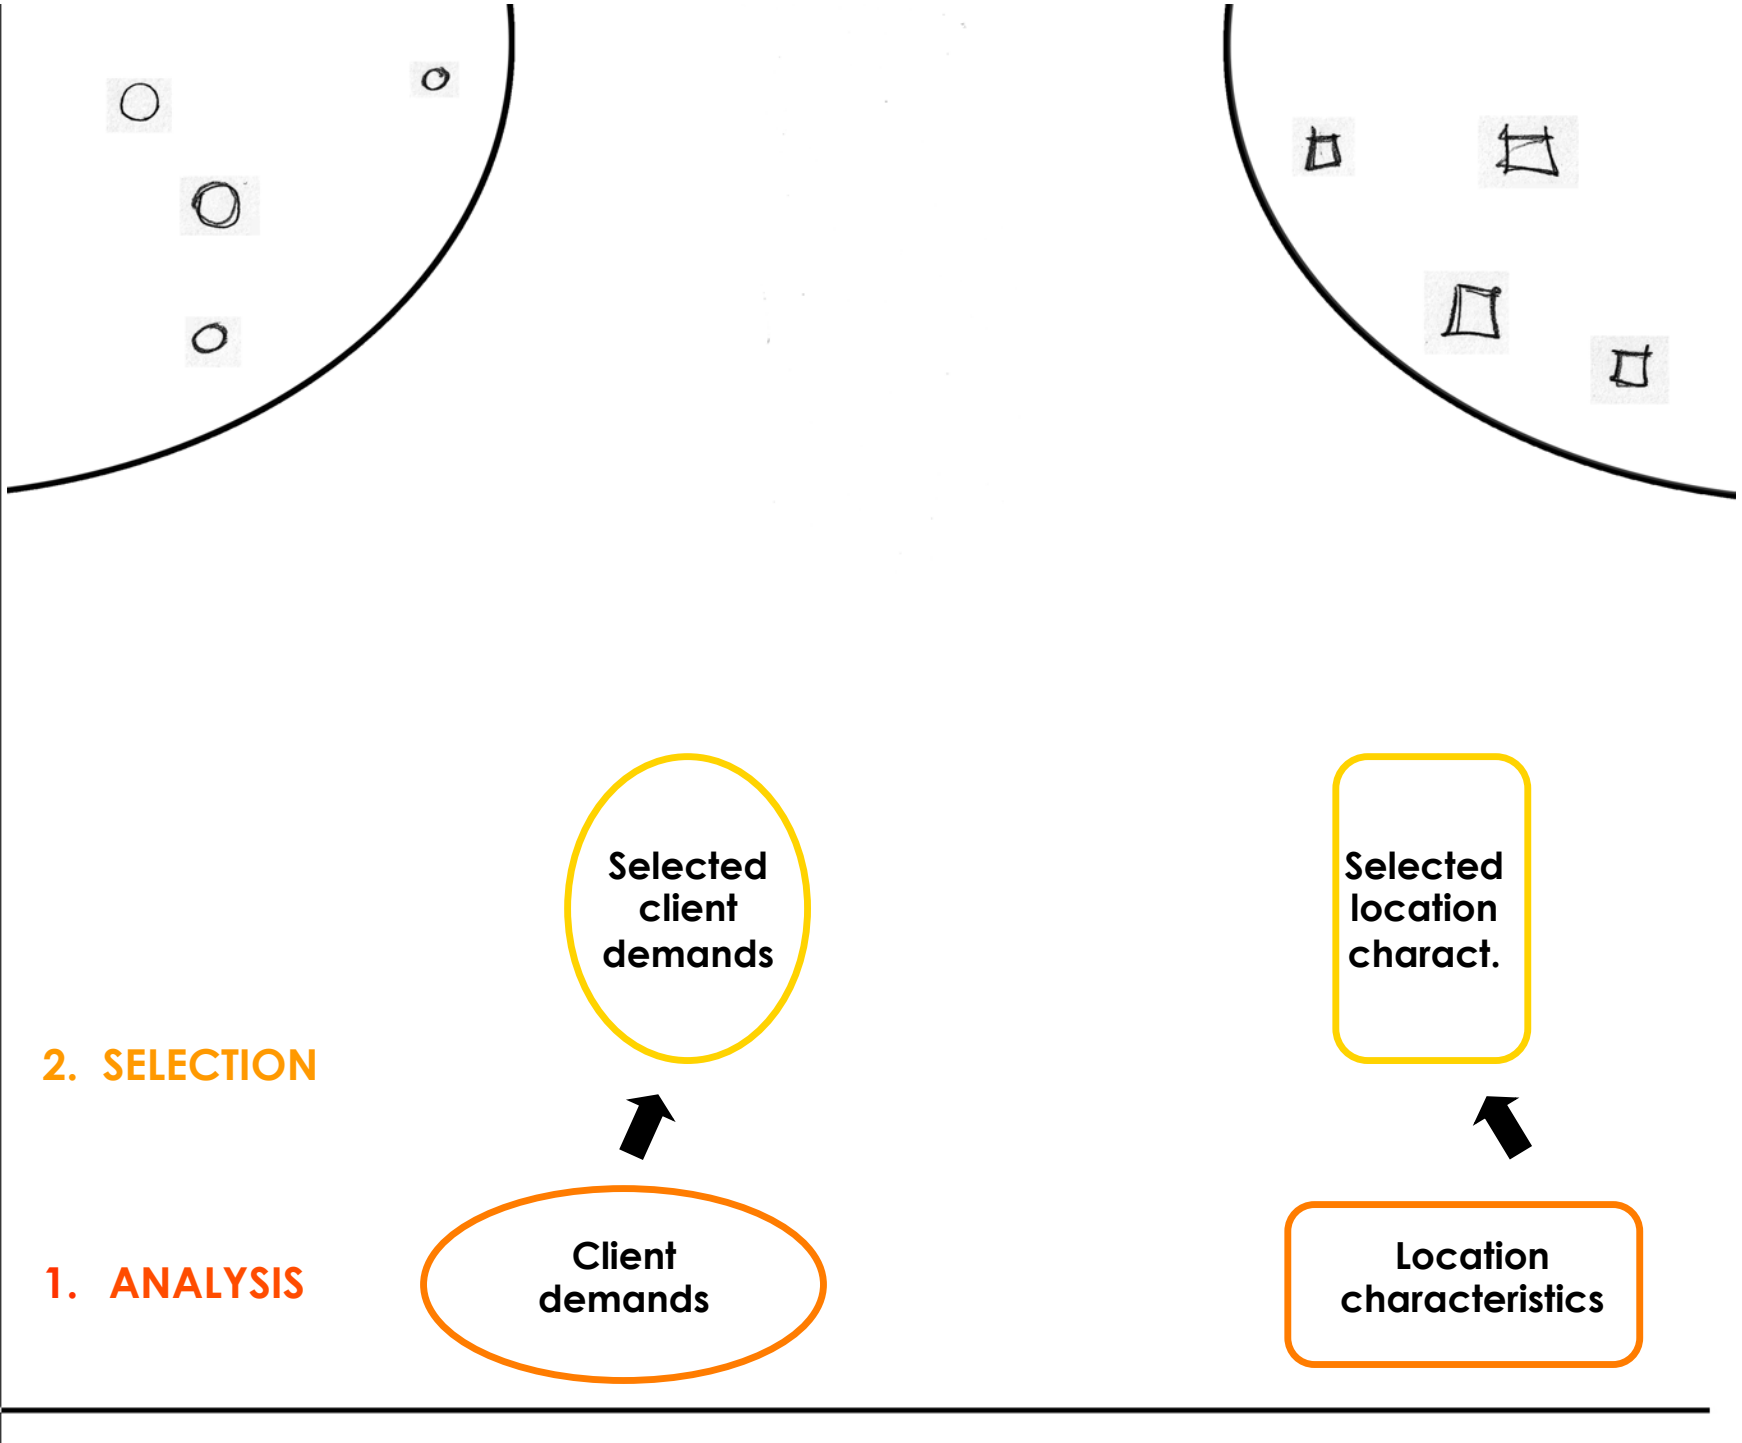 Selected
client
demands
Selected
location
charact.
2. SELECTION
Client
demands
Location
characteristics
1. ANALYSIS